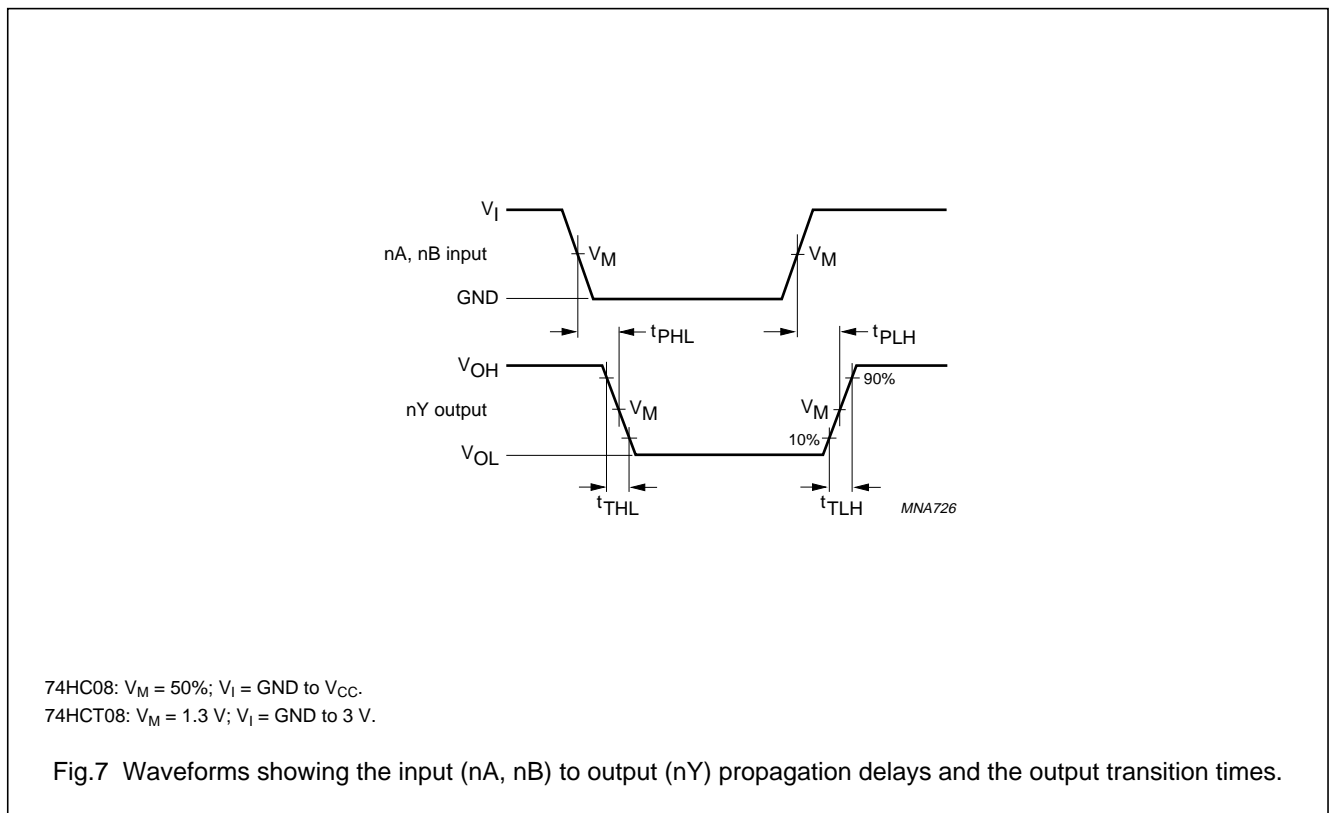 VI
nA, nB input
VM
VM
GND
tPHL
tPLH
VOH
90%
nY output
VM
VM
10%
VOL
tTHL
tTLH
MNA726
74HC08: VM = 50%; VI = GND to VCC.
74HCT08: VM = 1.3 V; VI = GND to 3 V.
Fig.7 Waveforms showing the input (nA, nB) to output (nY) propagation delays and the output transition times.